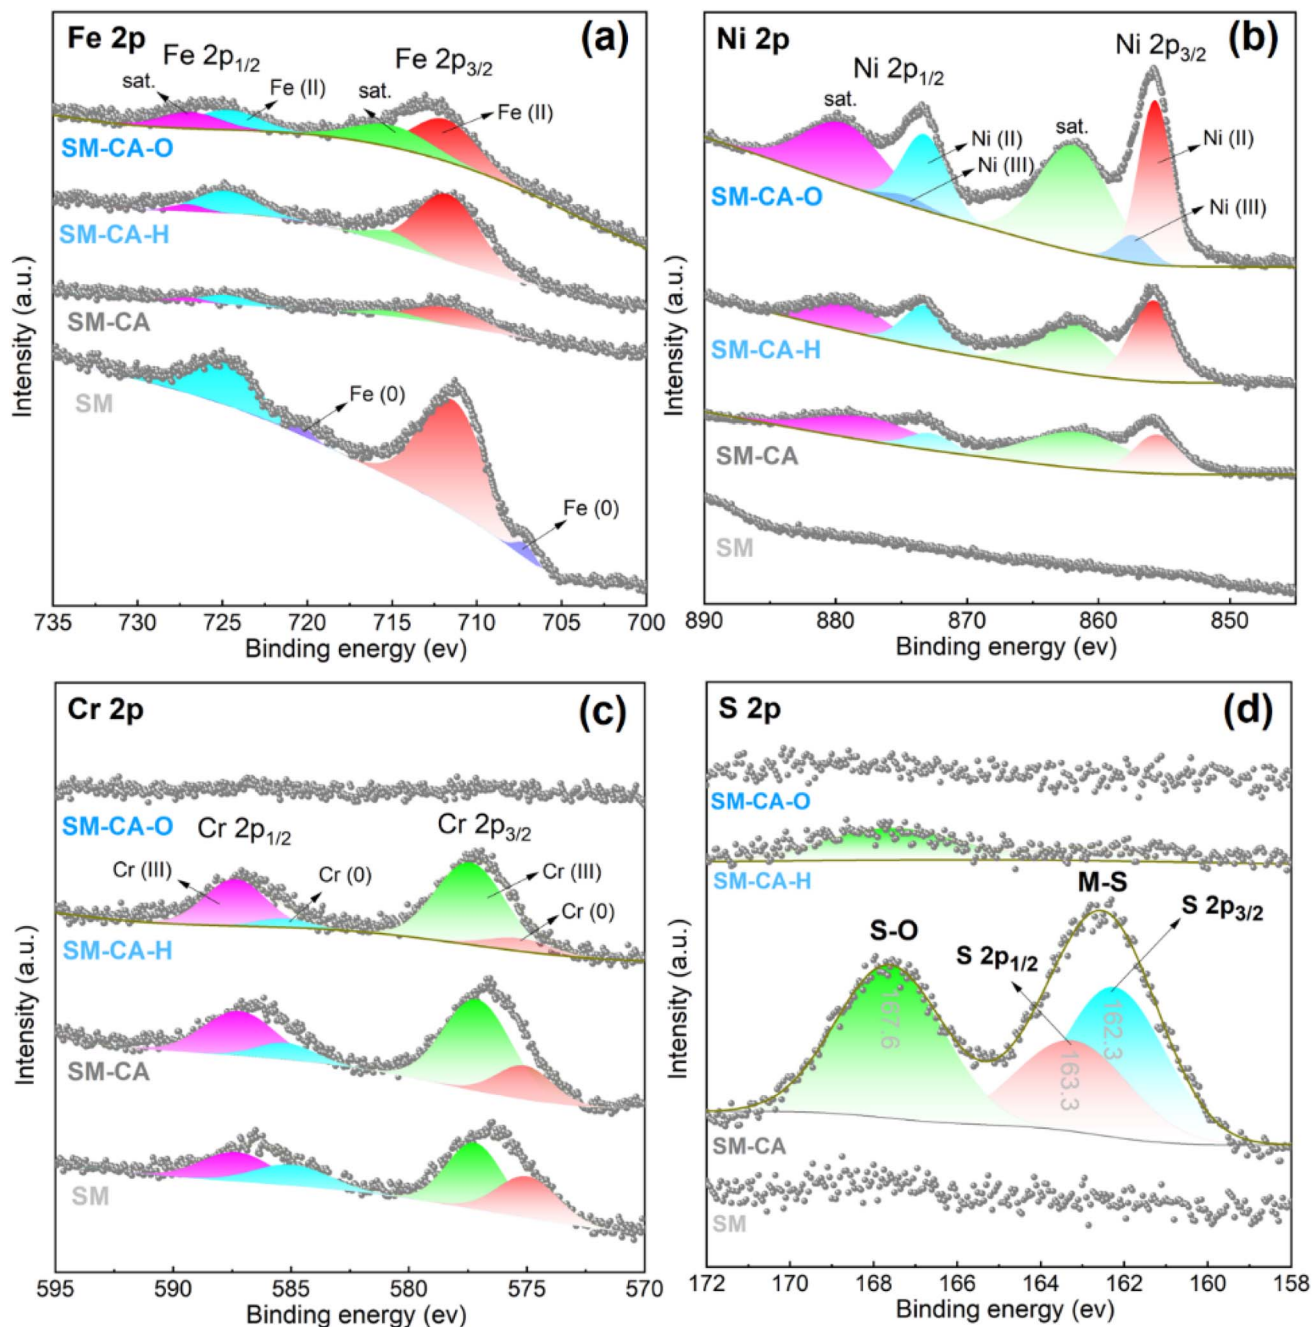 Fe 2p
(a)
Fe 2p1/2
Fe 2p3/2
sat.
Fe (II)
sat.
Fe (II)
SM-CA-O
SM-CA-H
SM-CA
SM
Fe (0)
Fe (0)
Intensity (a.u.)
735 730 725 720 715 710 705 700
Binding energy (ev)
Ni 2p
(b)
Ni 2p1/2
Ni 2p3/2
sat.
sat.
Ni (II)
Ni (III)
Ni (II)
Ni (III)
SM-CA-O
SM-CA-H
SM-CA
SM
Intensity (a.u.)
890 880 870 860 850
Binding energy (ev)
Cr 2p
(c)
SM-CA-O
Cr 2p1/2
Cr 2p3/2
Cr (III)
Cr (0)
Cr (III)
Cr (0)
SM-CA-H
SM-CA
SM
Intensity (a.u.)
595 590 585 580 575 570
Binding energy (ev)
S 2p
(d)
SM-CA-O
SM-CA-H
M-S
S 2p3/2
S-O
S 2p1/2
167.6
163.3
162.3
SM-CA
SM
Intensity (a.u.)
172 170 168 166 164 162 160 158
Binding energy (ev)